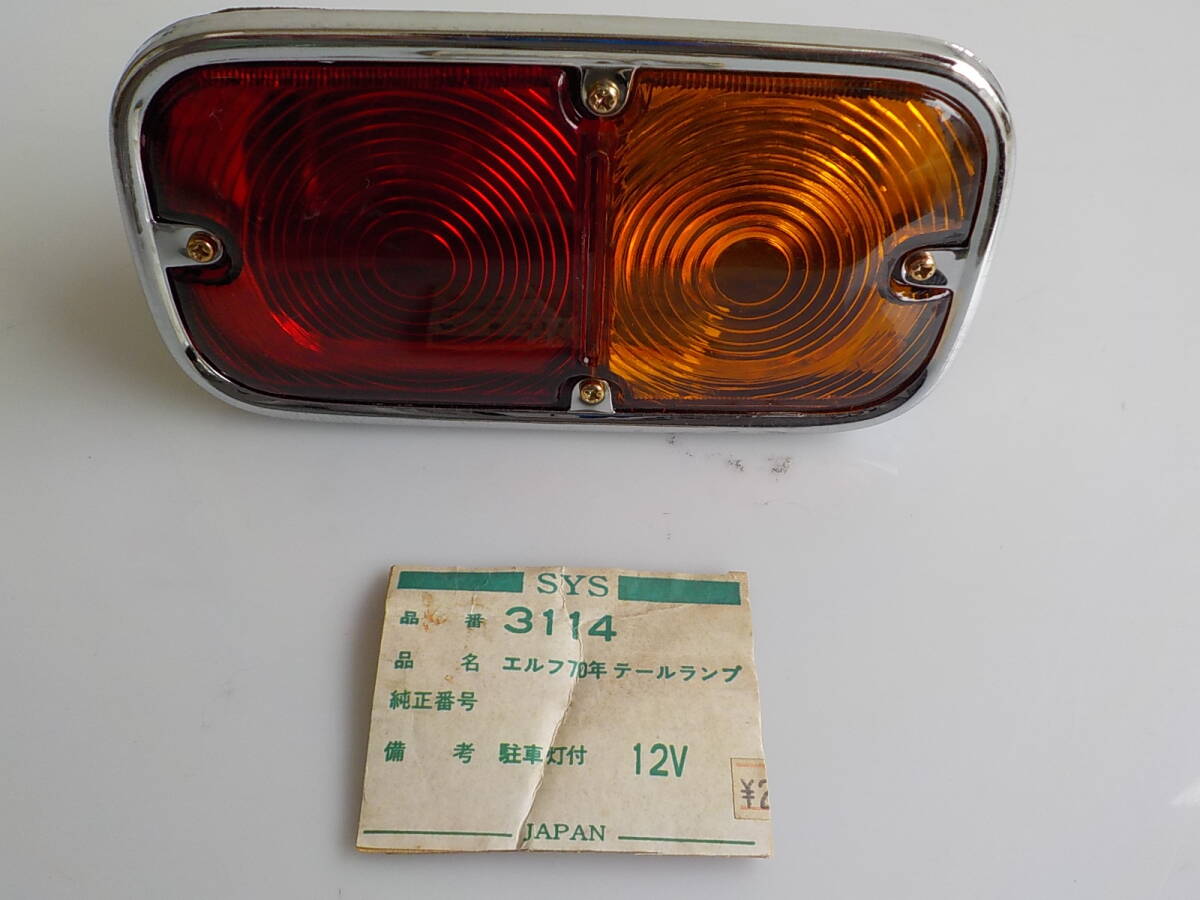 SYS
品 番 3114
品 名 エルフ70年テールランプ
純正番号
備 考 駐車灯付 12V
¥2
JAPAN